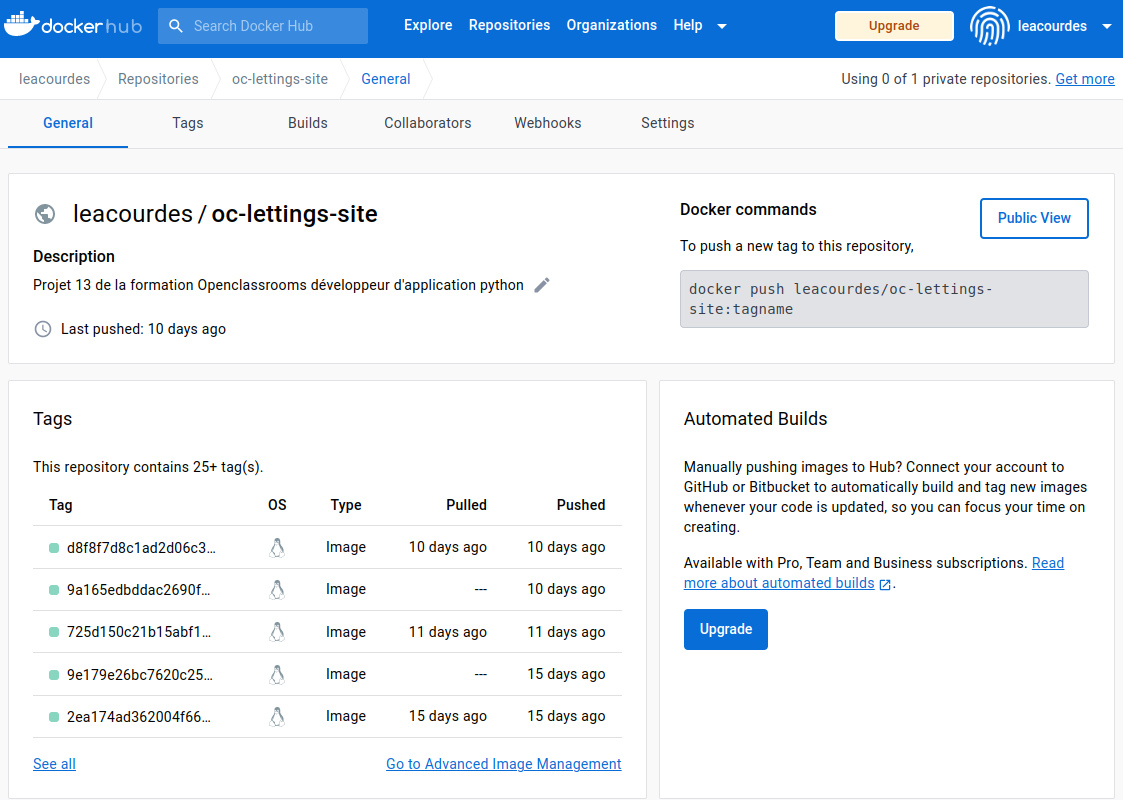 dockerhub
Search Docker Hub
Explore
Repositories
Organizations
Help
Upgrade
leacourdes
leacourdes
Repositories
oc-lettings-site
General
Using 0 of 1 private repositories. Get more
General
Tags
Builds
Collaborators
Webhooks
Settings
leacourdes / oc-lettings-site
Description
Projet 13 de la formation Openclassrooms développeur d'application python
Last pushed: 10 days ago
Docker commands
Public View
To push a new tag to this repository,
docker push leacourdes/oc-lettings-
site:tagname
Tags
This repository contains 25+ tag(s).
Tag OS Type Pulled Pushed
d8f8f7d8c1ad2d06c3... Image 10 days ago 10 days ago
9a165edbddac2690f... Image --- 10 days ago
725d150c21b15abf1... Image 11 days ago 11 days ago
9e179e26bc7620c25... Image --- 15 days ago
2ea174ad362004f66... Image 15 days ago 15 days ago
See all
Go to Advanced Image Management
Automated Builds
Manually pushing images to Hub? Connect your account to
GitHub or Bitbucket to automatically build and tag new images
whenever your code is updated, so you can focus your time on
creating.
Available with Pro, Team and Business subscriptions. Read
more about automated builds .
Upgrade